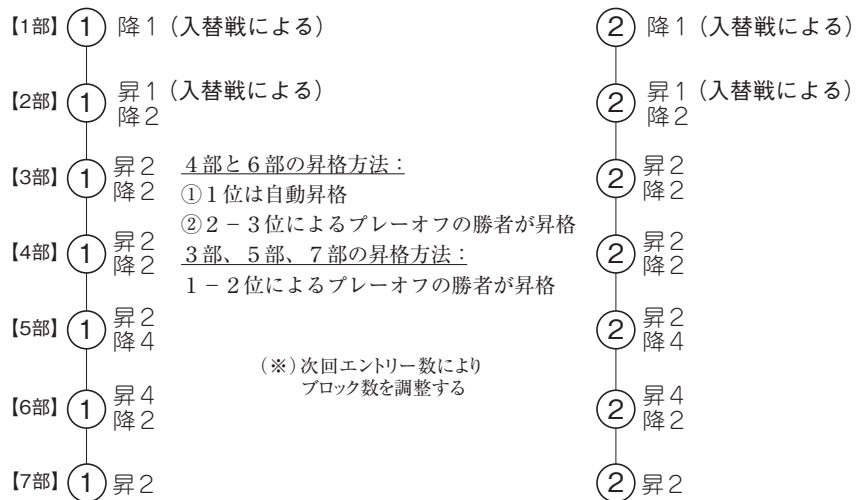 【1部】 1 降1（入替戦による） 2 降1（入替戦による）
【2部】 1 昇1（入替戦による） 2 昇1（入替戦による）
降2 降2
【3部】 1 昇2 4部と6部の昇格方法： 2 昇2
降2 ①1位は自動昇格 降2
②2－3位によるプレーオフの勝者が昇格
【4部】 1 昇2 3部、5部、7部の昇格方法： 2 昇2
降2 1－2位によるプレーオフの勝者が昇格 降2
【5部】 1 昇2 2 昇2
降4 降4
（※）次回エントリー数により
ブロック数を調整する
【6部】 1 昇4 2 昇4
降2 降2
【7部】 1 昇2 2 昇2